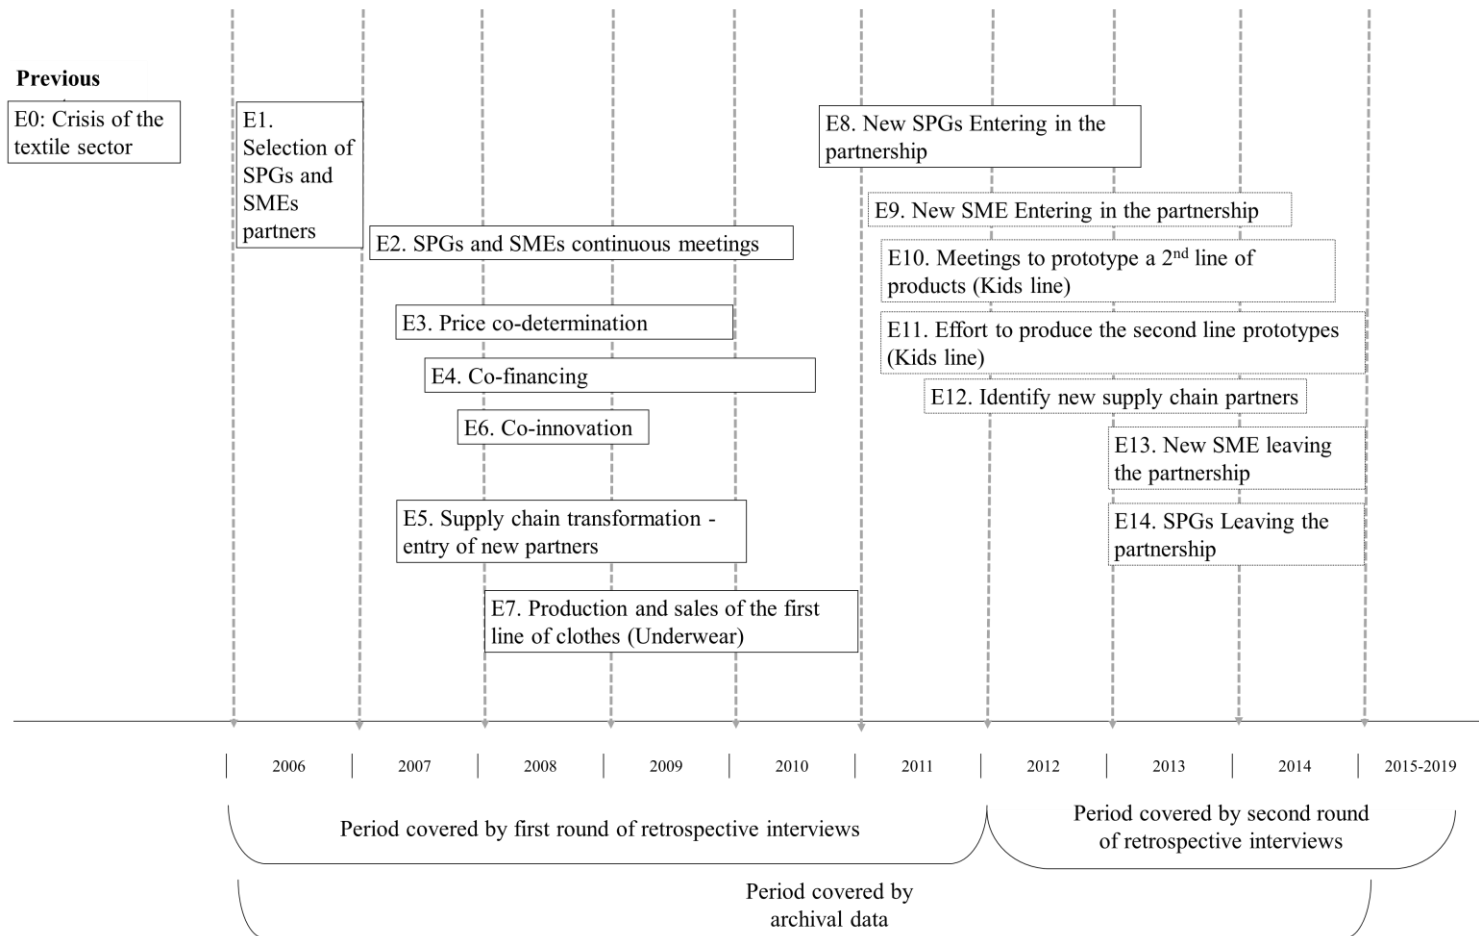 Previous
E0: Crisis of the
textile sector
E1.
Selection of
SPGs and
SMEs
partners
E2. SPGs and SMEs continuous meetings
E3. Price co-determination
E4. Co-financing
E6. Co-innovation
E5. Supply chain transformation -
entry of new partners
E7. Production and sales of the first
line of clothes (Underwear)
E8. New SPGs Entering in the
partnership
E9. New SME Entering in the partnership
E10. Meetings to prototype a 2nd line of
products (Kids line)
E11. Effort to produce the second line prototypes
(Kids line)
E12. Identify new supply chain partners
E13. New SME leaving
the partnership
E14. SPGs Leaving the
partnership
2006 2007 2008 2009 2010 2011 2012 2013 2014 2015-2019
Period covered by first round of retrospective interviews
Period covered by second round
of retrospective interviews
Period covered by
archival data